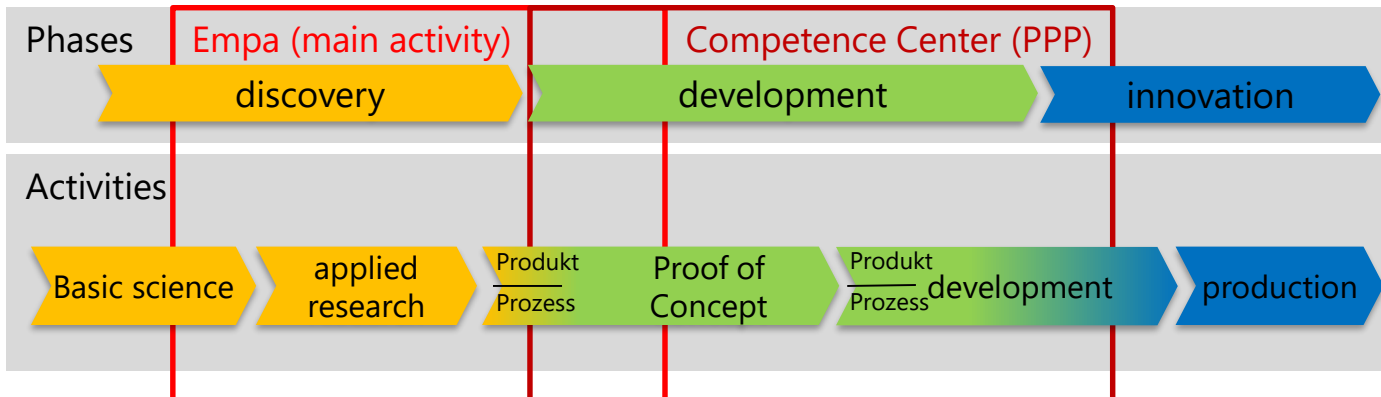 Phases
Empa (main activity)
Competence Center (PPP)
discovery
development
innovation
Activities
Basic science
applied
research
Produkt
Prozess
Proof of
Concept
Produkt
Prozess
development
production